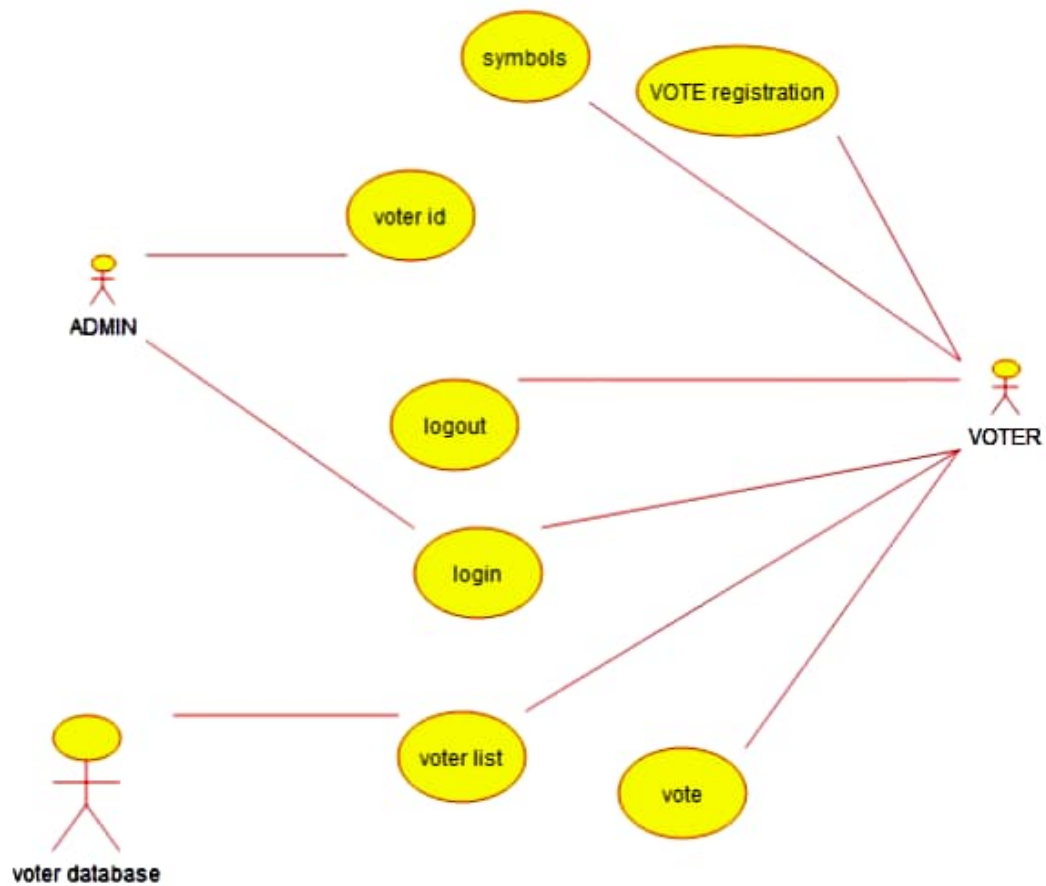 symbols
VOTE registration
voter id
ADMIN
logout
VOTER
login
voter list
vote
voter database